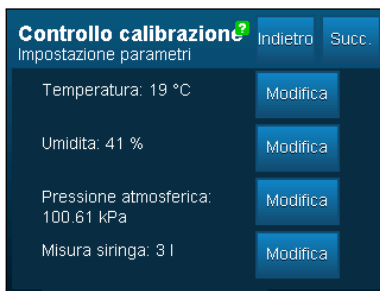 Controllo calibrazione ?
Indietro
Succ.
Impostazione parametri
Temperatura: 19 °C
Modifica
Umidita: 41 %
Modifica
Pressione atmosferica:
100.61 kPa
Modifica
Misura siringa: 3 l
Modifica